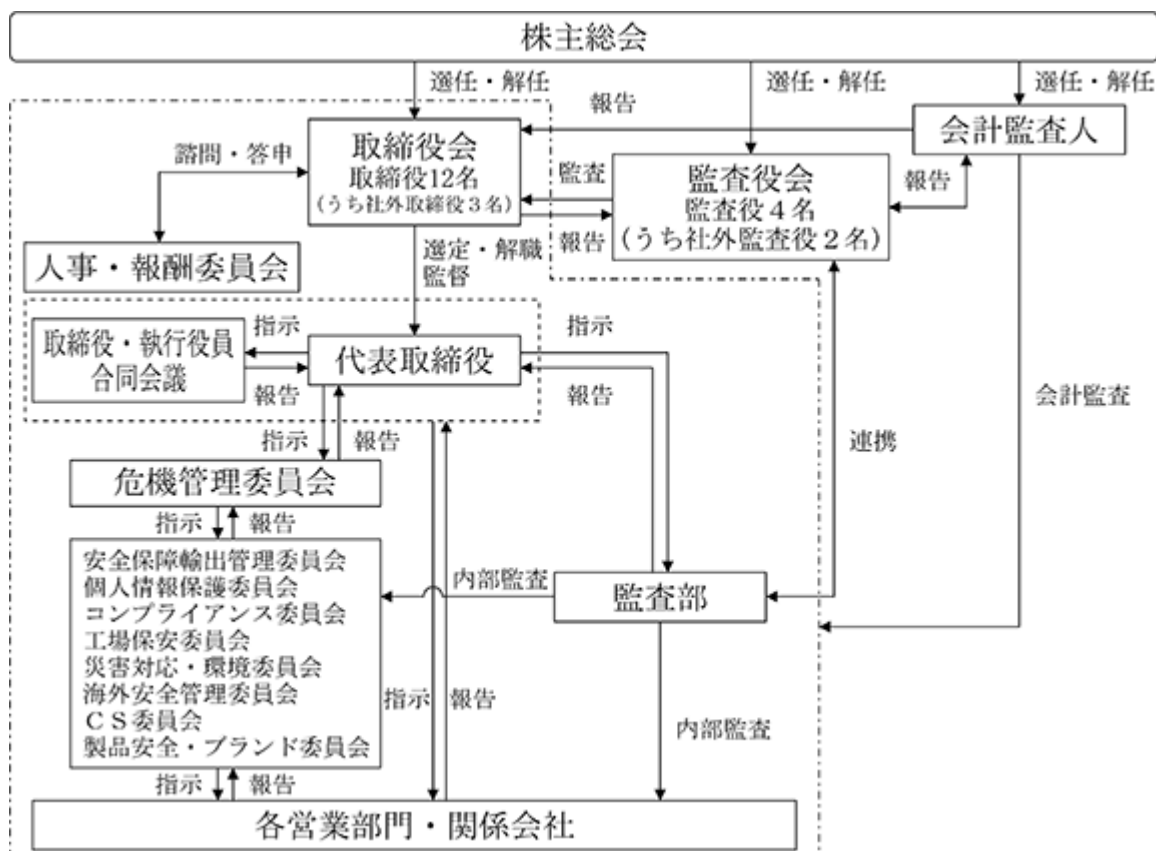 株主総会
選任・解任
選任・解任
選任・解任
報告
会計監査人
取締役会
取締役12名
(うち社外取締役3名)
諮問・答申
監査
報告
監査役会
監査役4名
(うち社外監査役2名)
報告
人事・報酬委員会
選定・解職
監督
取締役・執行役員
合同会議
指示
報告
代表取締役
指示
報告
会計監査
連携
指示
報告
危機管理委員会
指示
報告
安全保障輸出管理委員会
個人情報保護委員会
コンプライアンス委員会
工場保安委員会
災害対応・環境委員会
海外安全管理委員会
CS委員会
製品安全・ブランド委員会
内部監査
監査部
指示
報告
内部監査
指示
報告
各営業部門・関係会社